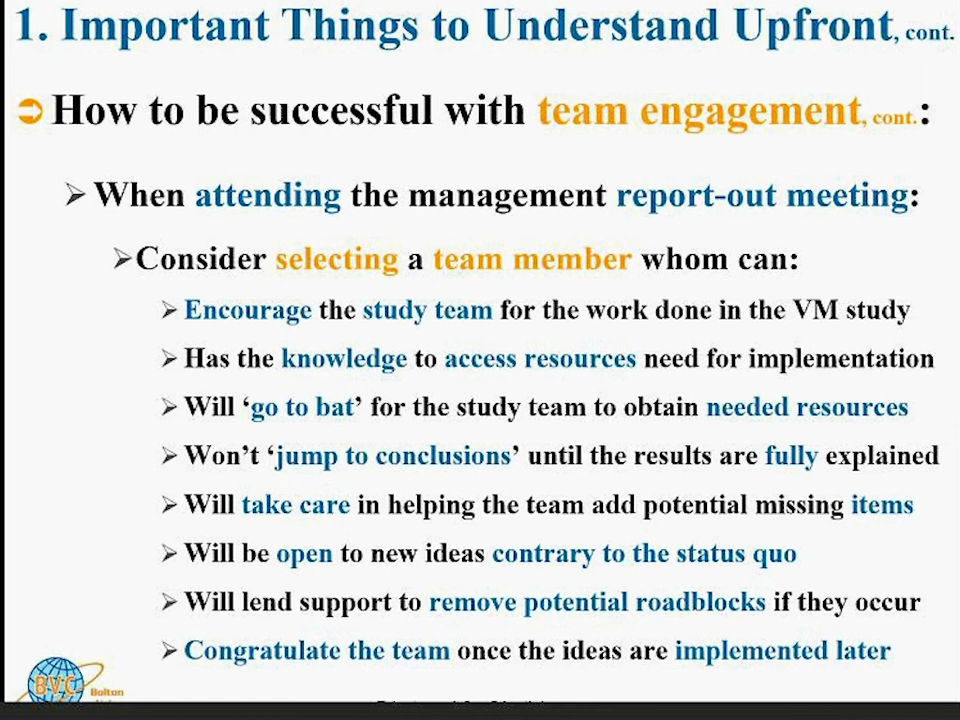 1. Important Things to Understand Upfront, cont.
How to be successful with team engagement, cont.:
When attending the management report-out meeting:
Consider selecting a team member whom can:
Encourage the study team for the work done in the VM study
Has the knowledge to access resources need for implementation
Will ‘go to bat’ for the study team to obtain needed resources
Won’t ‘jump to conclusions’ until the results are fully explained
Will take care in helping the team add potential missing items
Will be open to new ideas contrary to the status quo
Will lend support to remove potential roadblocks if they occur
Congratulate the team once the ideas are implemented later
BVC Bolton